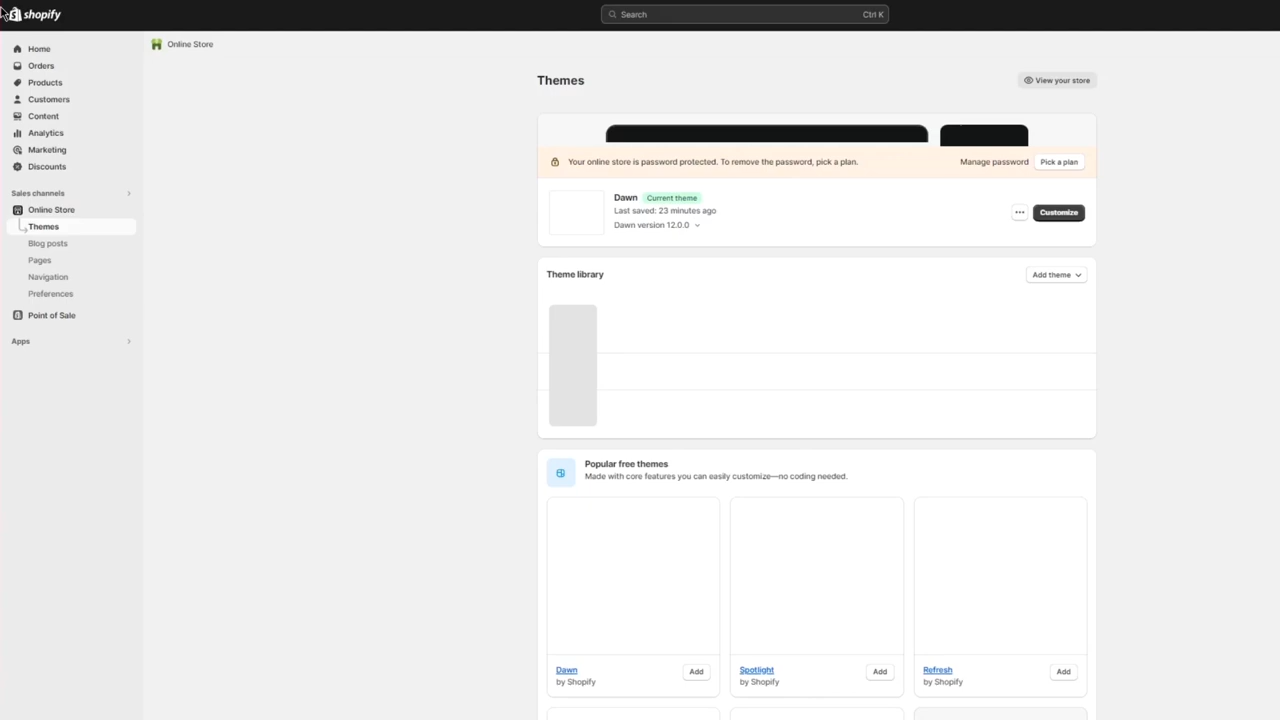 shopify
Search
Ctrl K
Home
Orders
Products
Customers
Content
Analytics
Marketing
Discounts
Sales channels
Online Store
Themes
Blog posts
Pages
Navigation
Preferences
Point of Sale
Apps
Online Store
Themes
View your store
Your online store is password protected. To remove the password, pick a plan.
Manage password
Pick a plan
Dawn
Current theme
Last saved: 23 minutes ago
Dawn version 12.0.0
Customize
Theme library
Add theme
Popular free themes
Made with core features you can easily customize—no coding needed.
Dawn
by Shopify
Add
Spotlight
by Shopify
Add
Refresh
by Shopify
Add